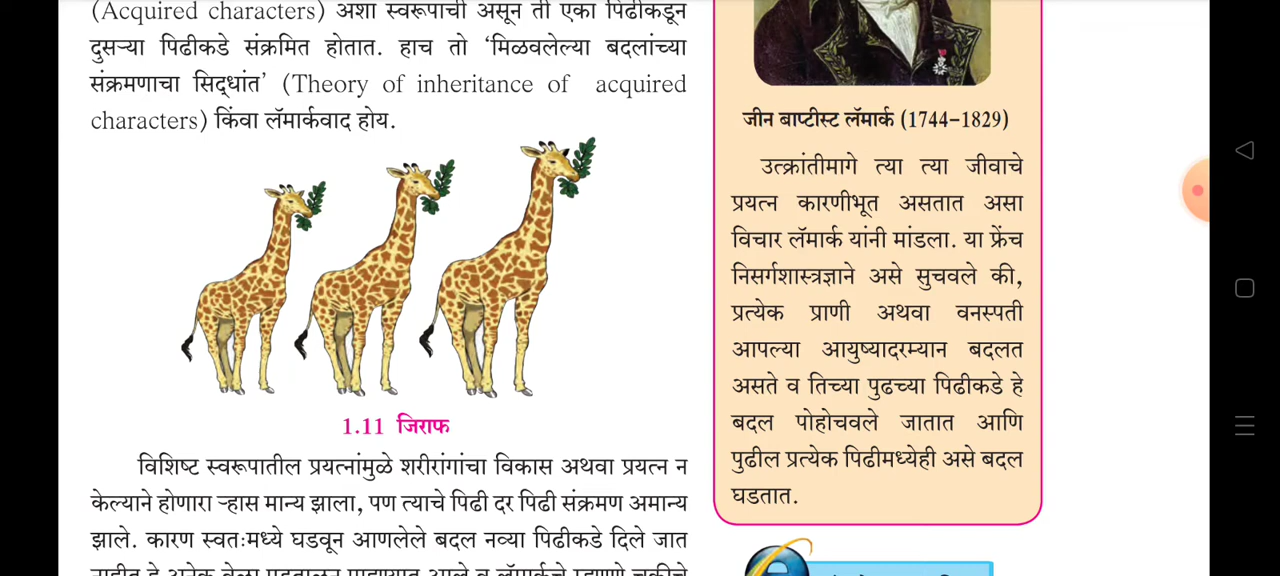 (Acquired characters) अशा स्वरूपाची असून ती एका पिढीकडून
दुसऱ्या पिढीकडे संक्रमित होतात. हाच तो ‘मिळवलेल्या बदलांच्या
संक्रमणाचा सिद्धांत’ (Theory of inheritance of acquired
characters) किंवा लॅमार्कवाद होय.
1.11 जिराफ
विशिष्ट स्वरूपातील प्रयत्नांमुळे शरीरांगांचा विकास अथवा प्रयत्न न
केल्याने होणारा ऱ्हास मान्य झाला, पण त्याचे पिढी दर पिढी संक्रमण अमान्य
झाले. कारण स्वतःमध्ये घडवून आणलेले बदल नव्या पिढीकडे दिले जात
जीन बाप्टीस्ट लॅमार्क (1744–1829)
उत्क्रांतीमागे त्या त्या जीवाचे
प्रयत्न कारणीभूत असतात असा
विचार लॅमार्क यांनी मांडला. या फ्रेंच
निसर्गशास्त्रज्ञाने असे सुचवले की,
प्रत्येक प्राणी अथवा वनस्पती
आपल्या आयुष्यादरम्यान बदलत
असते व तिच्या पुढच्या पिढीकडे हे
बदल पोहोचवले जातात आणि
पुढील प्रत्येक पिढीमध्येही असे बदल
घडतात.